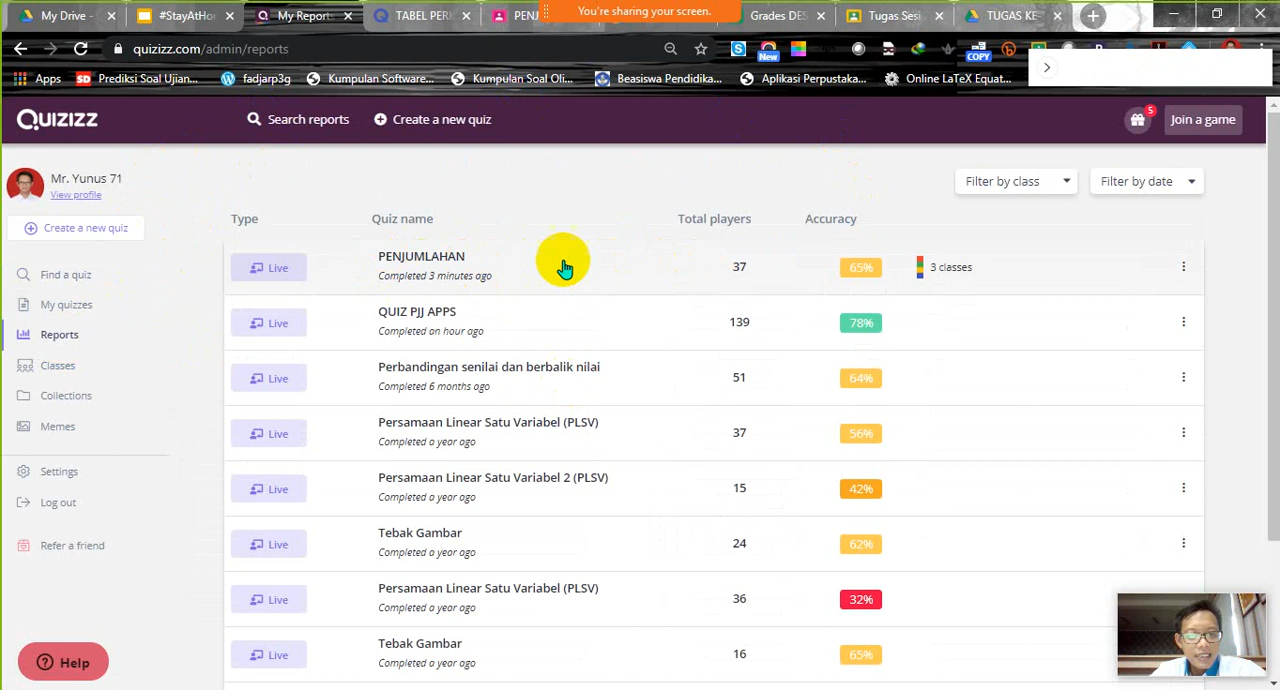 My Drive -
#StayAtHor
My Report
TABEL PERK
PENJ
You're sharing your screen.
Grades DES
Tugas Sesi
TUGAS KE-
quizizz.com/admin/reports
New
COPY
Apps
Prediksi Soal Ujian...
fadjarp3g
Kumpulan Software...
Kumpulan Soal Oli...
Beasiswa Pendidika...
Aplikasi Perpustaka...
Online LaTeX Equat...
QUIZIZZ
Search reports
Create a new quiz
5
Join a game
Mr. Yunus 71
View profile
Create a new quiz
Find a quiz
My quizzes
Reports
Classes
Collections
Memes
Settings
Log out
Refer a friend
Help
Filter by class
Filter by date
Type Quiz name Total players Accuracy
Live PENJUMLAHAN 37 65% 3 classes
Completed 3 minutes ago
Live QUIZ PJJ APPS 139 78%
Completed an hour ago
Live Perbandingan senilai dan berbalik nilai 51 64%
Completed 6 months ago
Live Persamaan Linear Satu Variabel (PLSV) 37 56%
Completed a year ago
Live Persamaan Linear Satu Variabel 2 (PLSV) 15 42%
Completed a year ago
Live Tebak Gambar 24 62%
Completed a year ago
Live Persamaan Linear Satu Variabel (PLSV) 36 32%
Completed a year ago
Live Tebak Gambar 16 65%
Completed a year ago